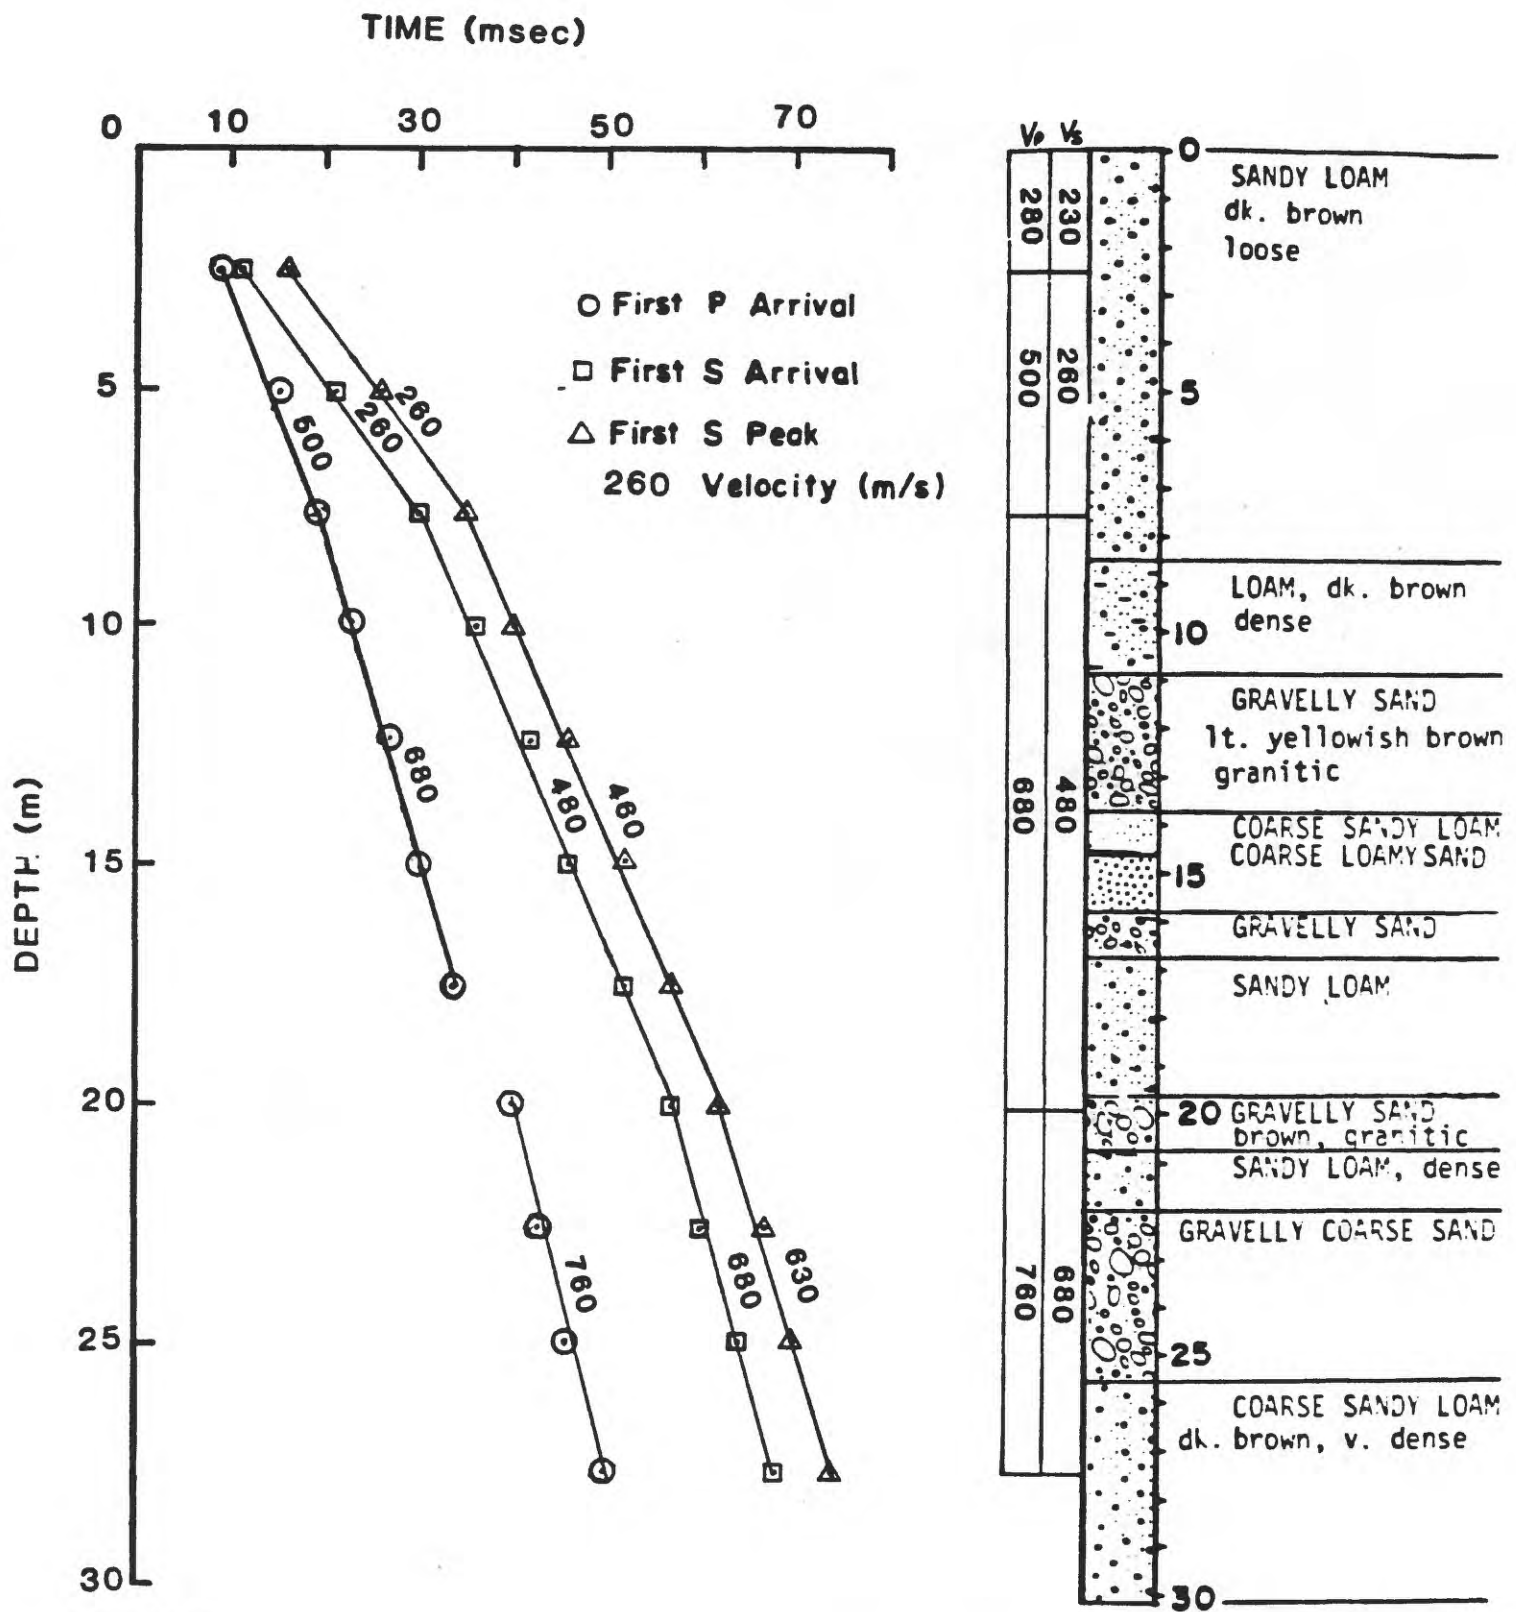 TIME (msec)
0 10 30 50 70
DEPTH (m)
5
10
15
20
25
30
First P Arrival
First S Arrival
First S Peak
260 Velocity (m/s)
500
260
260
680
480
460
760
680
630
Vp Vs
280 230
500 260
680 480
760 680
0
5
10
15
20
25
30
SANDY LOAM
dk. brown
loose
LOAM, dk. brown
dense
GRAVELLY SAND
lt. yellowish brown
granitic
COARSE SANDY LOAM
COARSE LOAMY SAND
GRAVELLY SAND
SANDY LOAM
GRAVELLY SAND
brown, granitic
SANDY LOAM, dense
GRAVELLY COARSE SAND
COARSE SANDY LOAM
dk. brown, v. dense